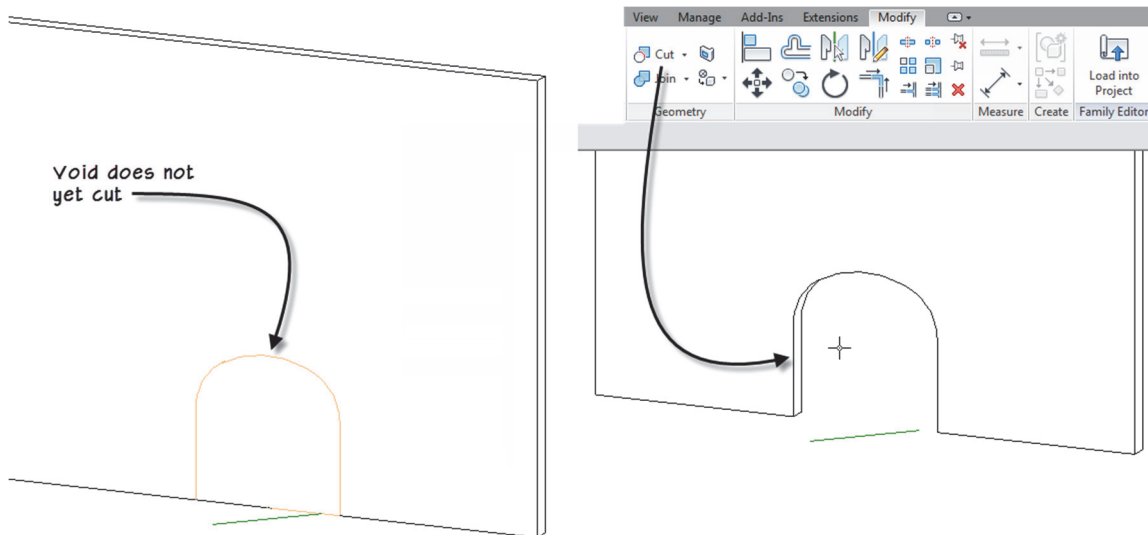 View Manage Add-Ins Extensions Modify
Cut
Join
Load into
Project
Geometry Modify Measure Create Family Editor
Void does not
yet cut